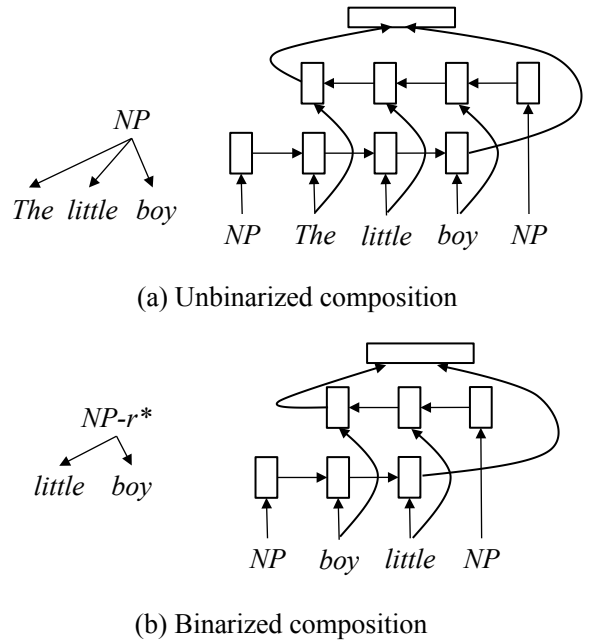 NP
The little boy
NP The little boy NP
(a) Unbinarized composition
NP-r*
little boy
NP boy little NP
(b) Binarized composition